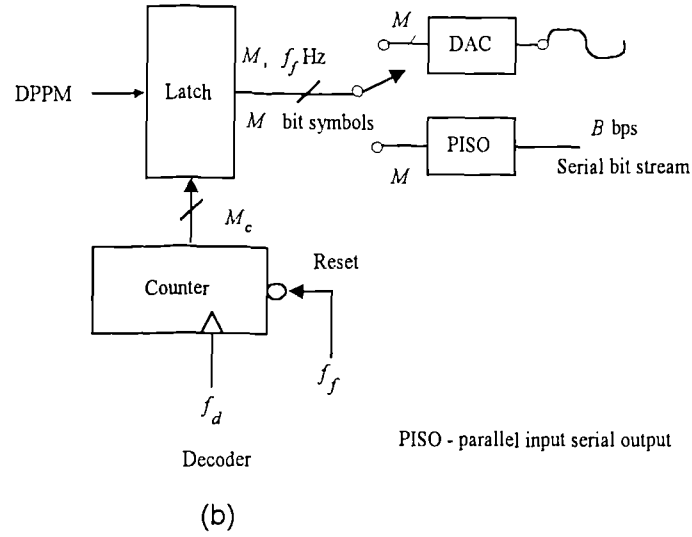 M
DAC
M, f_f Hz
Latch
DPPM
M bit symbols
B bps
PISO
M
Serial bit stream
M_c
Reset
Counter
f_f
f_d
PISO - parallel input serial output
Decoder
(b)